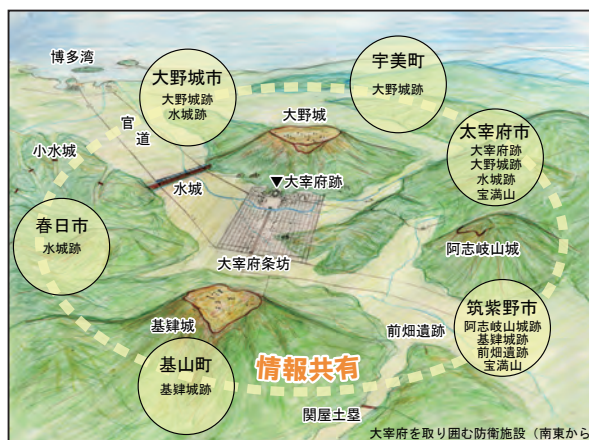 博多湾
大野城市
大野城跡
水城跡
宇美町
大野城跡
官道
大野城
太宰府市
大宰府跡
大野城跡
水城跡
宝満山
小水城
水城
▼大宰府跡
春日市
水城跡
阿志岐山城
大宰府条坊
基肄城
前畑遺跡
筑紫野市
阿志岐山城跡
基肄城跡
前畑遺跡
宝満山
基山町
基肄城跡
情報共有
関屋土塁
大宰府を取り囲む防衛施設（南東から